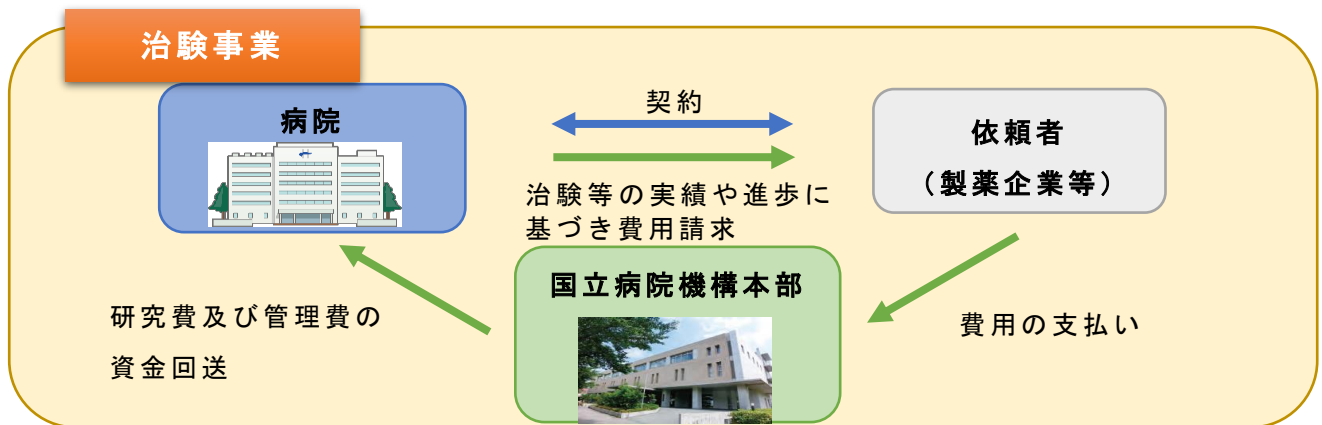 治験事業
病院
契約
依頼者
（製薬企業等）
治験等の実績や進歩に
基づき費用請求
国立病院機構本部
研究費及び管理費の
資金回送
費用の支払い